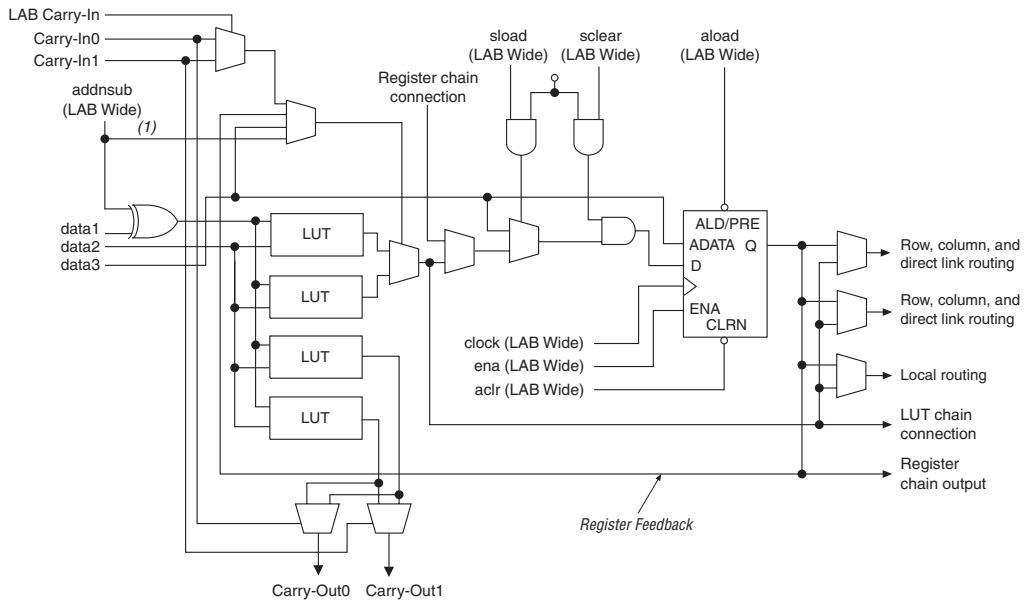 LAB Carry-In
Carry-In0
Carry-In1
addnsub
(LAB Wide)
(1)
data1
data2
data3
LUT
LUT
LUT
LUT
Register chain
connection
sload
(LAB Wide)
sclear
(LAB Wide)
aload
(LAB Wide)
ALD/PRE
ADATA Q
D
ENA
CLRN
clock (LAB Wide)
ena (LAB Wide)
aclr (LAB Wide)
Row, column, and
direct link routing
Row, column, and
direct link routing
Local routing
LUT chain
connection
Register
chain output
Register Feedback
Carry-Out0
Carry-Out1